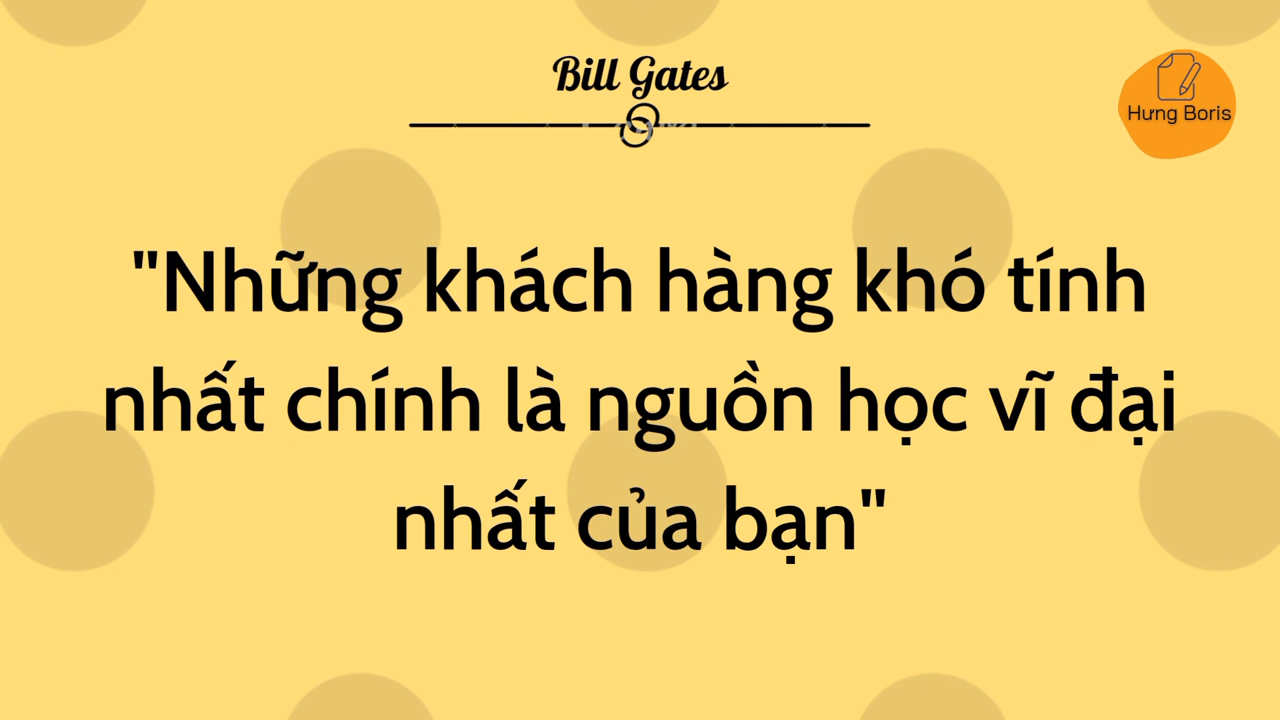 Bill Gates
Hưng Boris
"Những khách hàng khó tính
nhất chính là nguồn học vĩ đại
nhất của bạn"